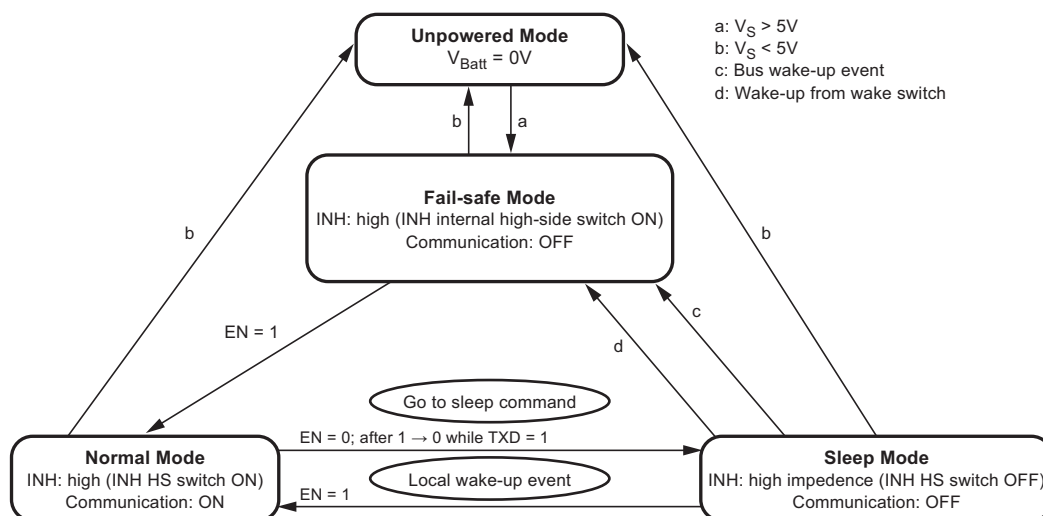 Unpowered Mode
V_Batt = 0V
a: V_S > 5V
b: V_S < 5V
c: Bus wake-up event
d: Wake-up from wake switch
b
a
Fail-safe Mode
INH: high (INH internal high-side switch ON)
Communication: OFF
b
b
EN = 1
c
d
Go to sleep command
EN = 0; after 1 → 0 while TXD = 1
Normal Mode
INH: high (INH HS switch ON)
Communication: ON
Local wake-up event
EN = 1
Sleep Mode
INH: high impedence (INH HS switch OFF)
Communication: OFF